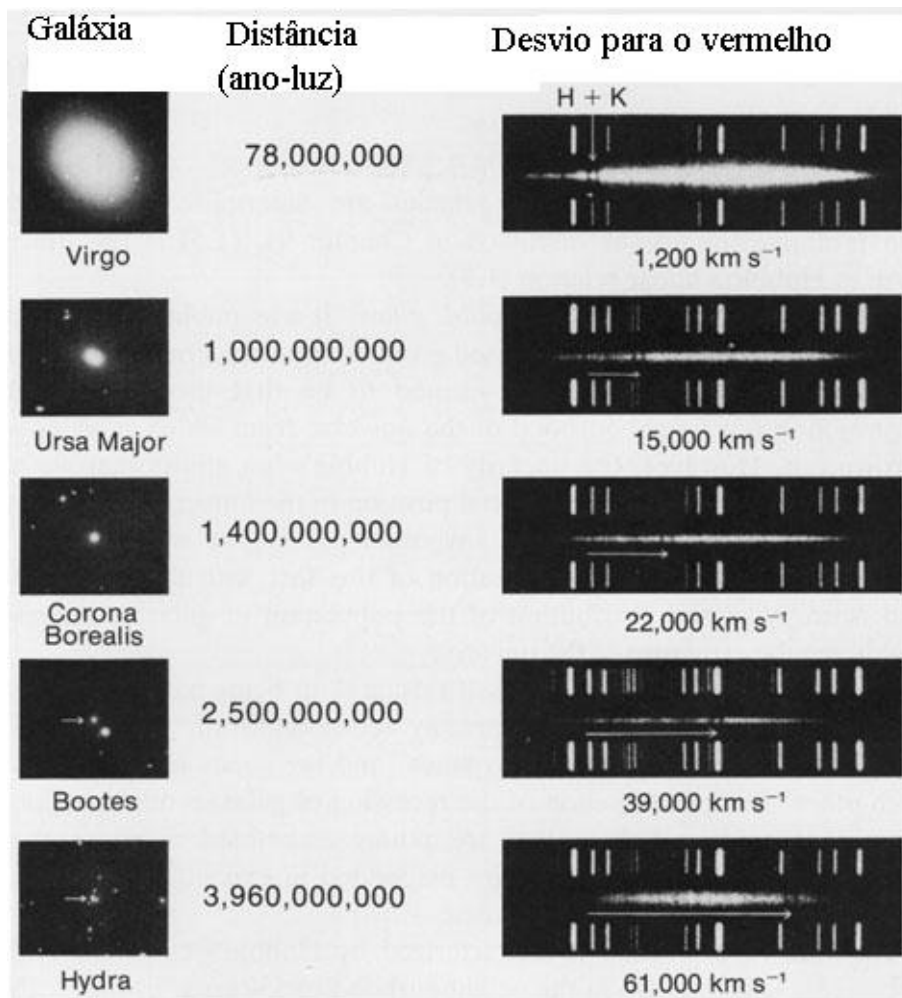 Galáxia Distância Desvio para o vermelho
(ano-luz)
H + K
78,000,000
Virgo 1,200 km s⁻¹
1,000,000,000
Ursa Major 15,000 km s⁻¹
1,400,000,000
Corona
Borealis 22,000 km s⁻¹
2,500,000,000
Bootes 39,000 km s⁻¹
3,960,000,000
Hydra 61,000 km s⁻¹